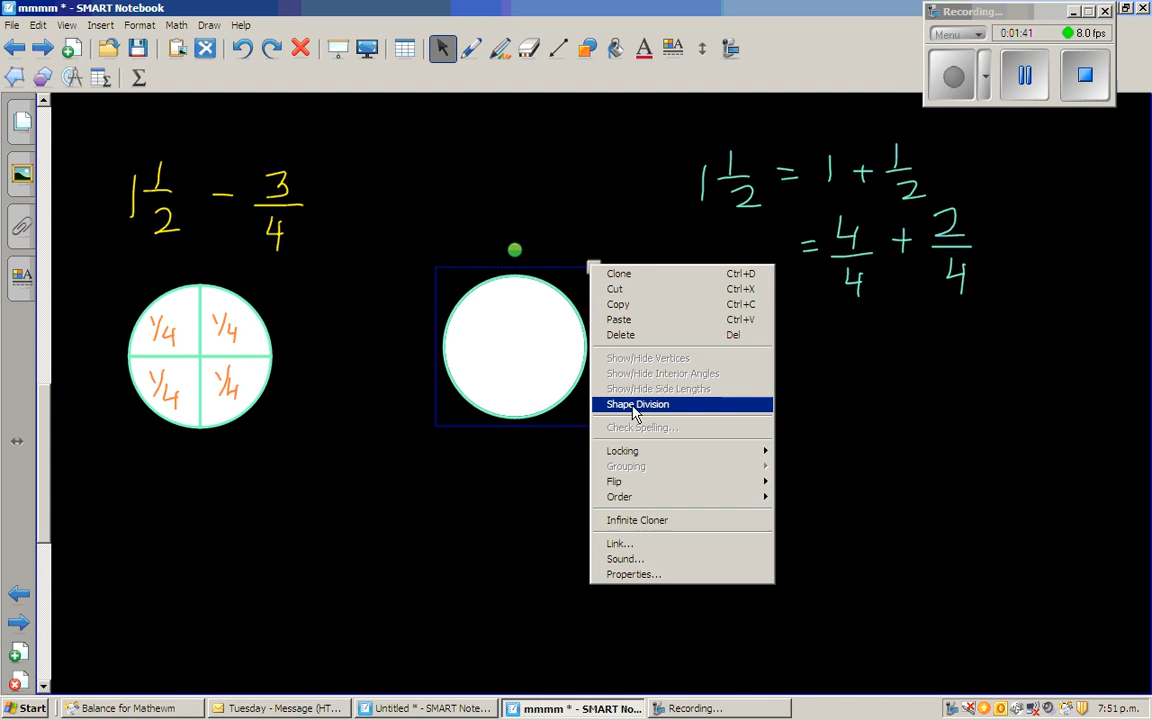 mmmm * - SMART Notebook
Recording...
File Edit View Insert Format Math Draw Help
Menu 0:01:41 8.0 fps
1 1/2 - 3/4
1 1/2 = 1 + 1/2
= 4/4 + 2/4
1/4 1/4
1/4 1/4
Clone Ctrl+D
Cut Ctrl+X
Copy Ctrl+C
Paste Ctrl+V
Delete Del
Show/Hide Vertices
Show/Hide Interior Angles
Show/Hide Side Lengths
Shape Division
Check Spelling...
Locking
Grouping
Flip
Order
Infinite Cloner
Link...
Sound...
Properties...
Start Balance for Mathewm Tuesday - Message (HT... Untitled * - SMART Note... mmmm * - SMART No... Recording... 7:51 p.m.